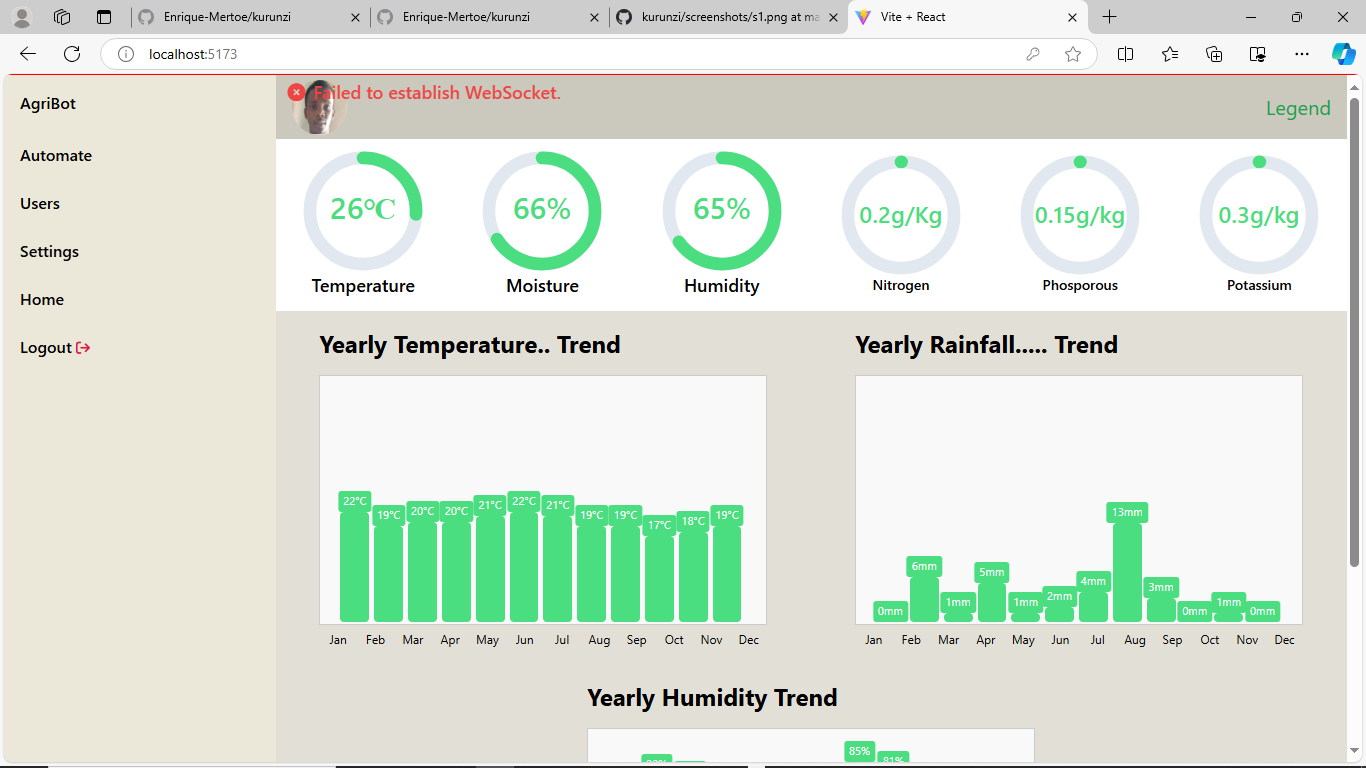 Enrique-Mertoe/kurunzi
Enrique-Mertoe/kurunzi
kurunzi/screenshots/s1.png at ma
Vite + React
localhost:5173
AgriBot
Automate
Users
Settings
Home
Logout
Failed to establish WebSocket.
Legend
26°C
66%
65%
0.2g/Kg
0.15g/kg
0.3g/kg
Temperature
Moisture
Humidity
Nitrogen
Phosporous
Potassium
Yearly Temperature.. Trend
22°C 19°C 20°C 20°C 21°C 22°C 21°C 19°C 19°C 17°C 18°C 19°C
Jan Feb Mar Apr May Jun Jul Aug Sep Oct Nov Dec
Yearly Rainfall..... Trend
0mm 6mm 1mm 5mm 1mm 2mm 4mm 13mm 3mm 0mm 1mm 0mm
Jan Feb Mar Apr May Jun Jul Aug Sep Oct Nov Dec
Yearly Humidity Trend
85%
81%